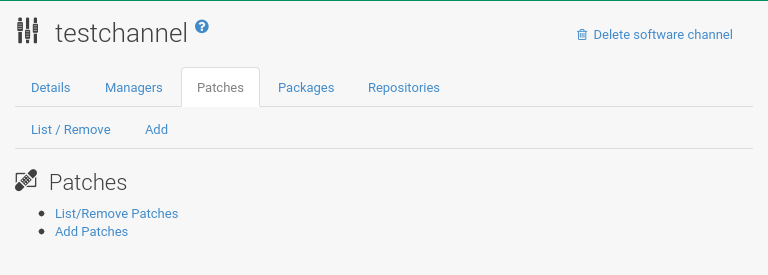 testchannel ?
Delete software channel
Details Managers Patches Packages Repositories
List / Remove Add
Patches
List/Remove Patches
Add Patches